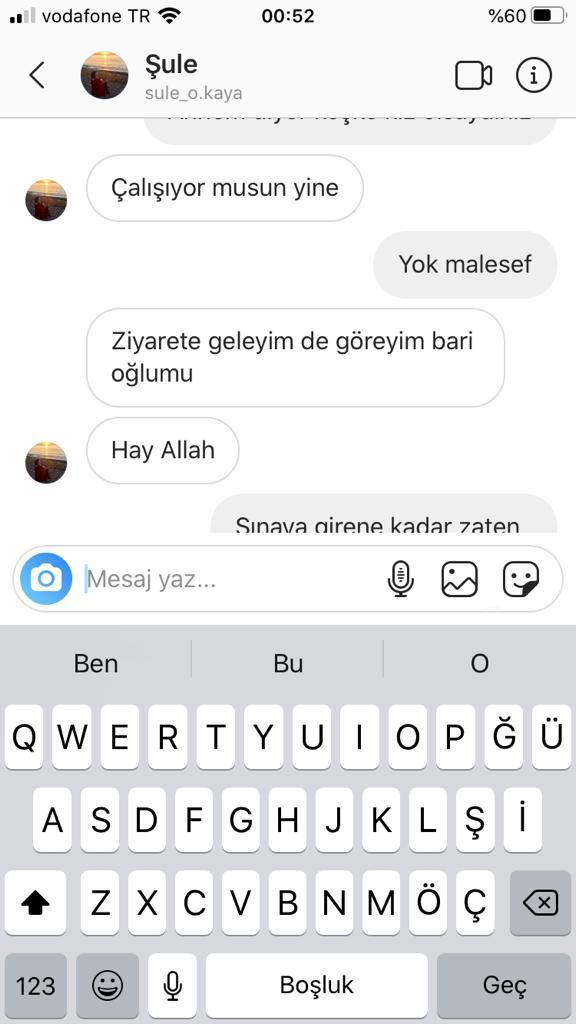 vodafone TR
00:52
%60
Şule
sule_o.kaya
Çalışıyor musun yine
Yok malesef
Ziyarete geleyim de göreyim bari
oğlumu
Hay Allah
Sınava girene kadar zaten
Mesaj yaz...
Ben Bu O
Q W E R T Y U I O P Ğ Ü
A S D F G H J K L Ş İ
Z X C V B N M Ö Ç
123 Boşluk Geç